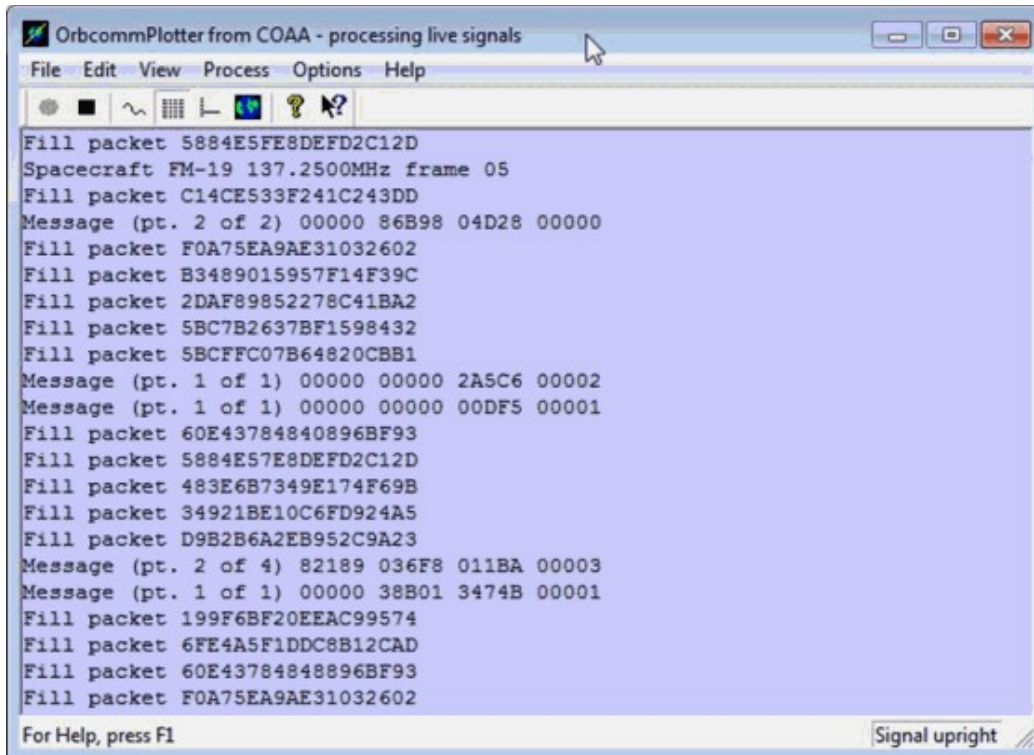 OrbcommPlotter from COAA - processing live signals
File Edit View Process Options Help
Fill packet 5884E5FE8DEFD2C12D
Spacecraft FM-19 137.2500MHz frame 05
Fill packet C14CE533F241C243DD
Message (pt. 2 of 2) 00000 86B98 04D28 00000
Fill packet F0A75EA9AE31032602
Fill packet B3489015957F14F39C
Fill packet 2DAF89852278C41BA2
Fill packet 5BC7B2637BF1598432
Fill packet 5BCFFC07B64820CBB1
Message (pt. 1 of 1) 00000 00000 2A5C6 00002
Message (pt. 1 of 1) 00000 00000 00DF5 00001
Fill packet 60E43784840896BF93
Fill packet 5884E57E8DEFD2C12D
Fill packet 483E6B7349E174F69B
Fill packet 34921BE10C6FD924A5
Fill packet D9B2B6A2EB952C9A23
Message (pt. 2 of 4) 82189 036F8 011BA 00003
Message (pt. 1 of 1) 00000 38B01 3474B 00001
Fill packet 199F6BF20EEAC99574
Fill packet 6FE4A5F1DDC8B12CAD
Fill packet 60E43784848896BF93
Fill packet F0A75EA9AE31032602
For Help, press F1
Signal upright